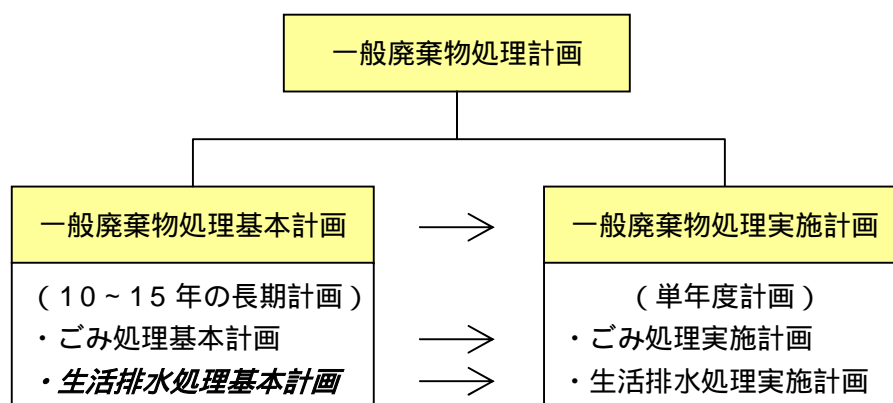 一般廃棄物処理計画
一般廃棄物処理基本計画
(10~15年の長期計画)
・ごみ処理基本計画
・生活排水処理基本計画
一般廃棄物処理実施計画
(単年度計画)
・ごみ処理実施計画
・生活排水処理実施計画